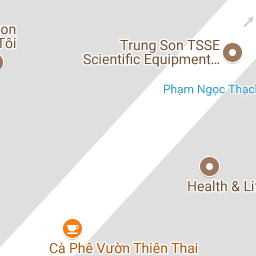 on
Tôi
Trung Son TSSE
Scientific Equipment...
Phạm Ngọc Thạch
Health & Li
Cà Phê Vườn Thiên Thai